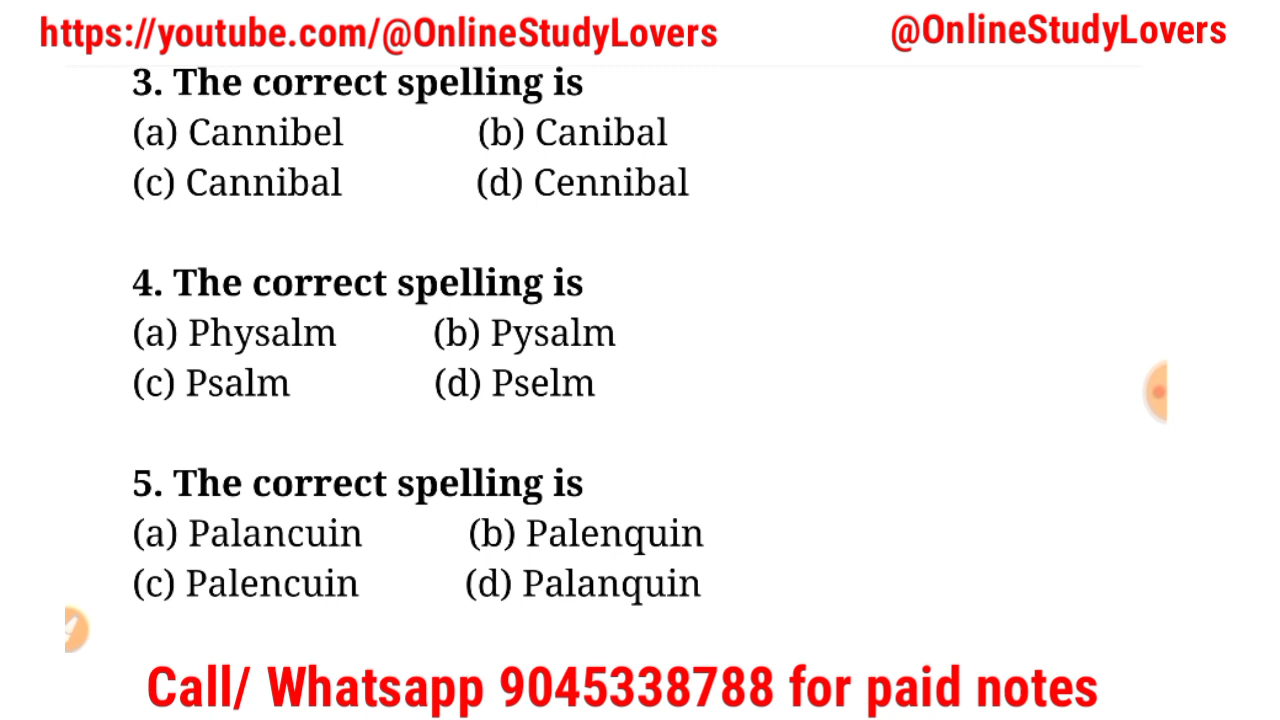 https://youtube.com/@OnlineStudyLovers @OnlineStudyLovers
3. The correct spelling is
(a) Cannibel (b) Canibal
(c) Cannibal (d) Cennibal
4. The correct spelling is
(a) Physalm (b) Pysalm
(c) Psalm (d) Pselm
5. The correct spelling is
(a) Palancuin (b) Palenquin
(c) Palencuin (d) Palanquin
Call/ Whatsapp 9045338788 for paid notes